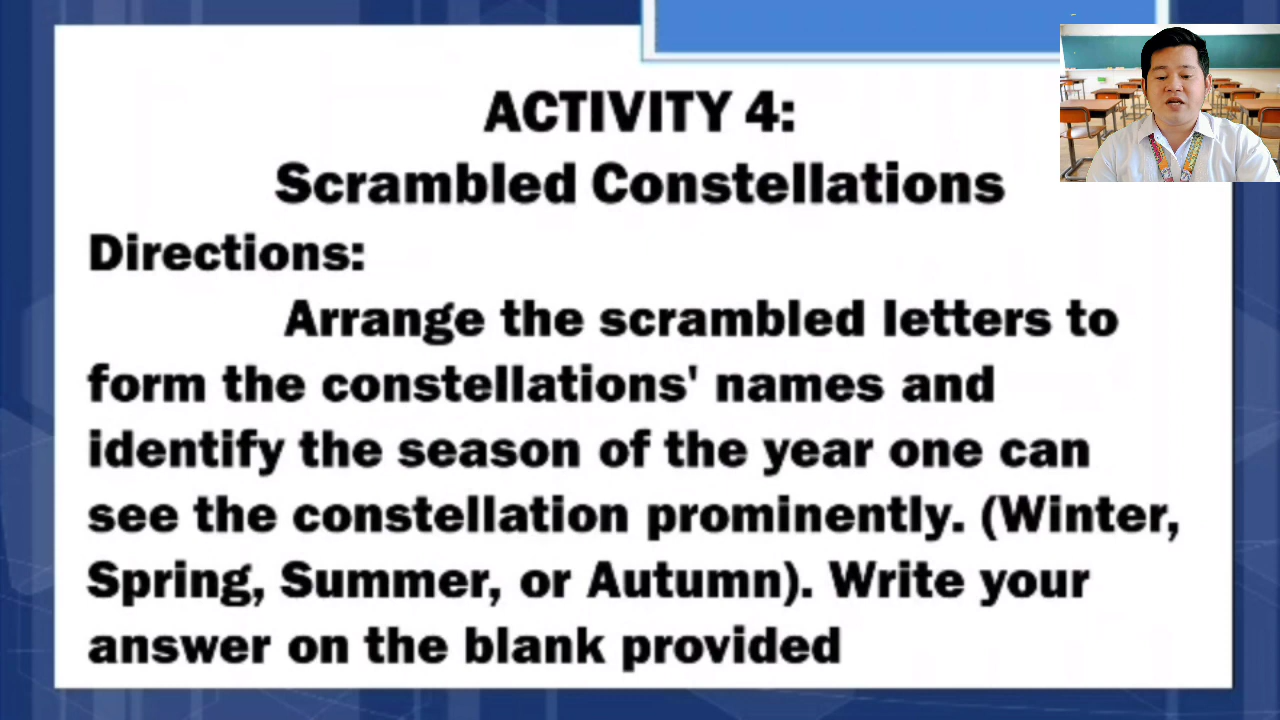 ACTIVITY 4:
Scrambled Constellations
Directions:
Arrange the scrambled letters to
form the constellations' names and
identify the season of the year one can
see the constellation prominently. (Winter,
Spring, Summer, or Autumn). Write your
answer on the blank provided